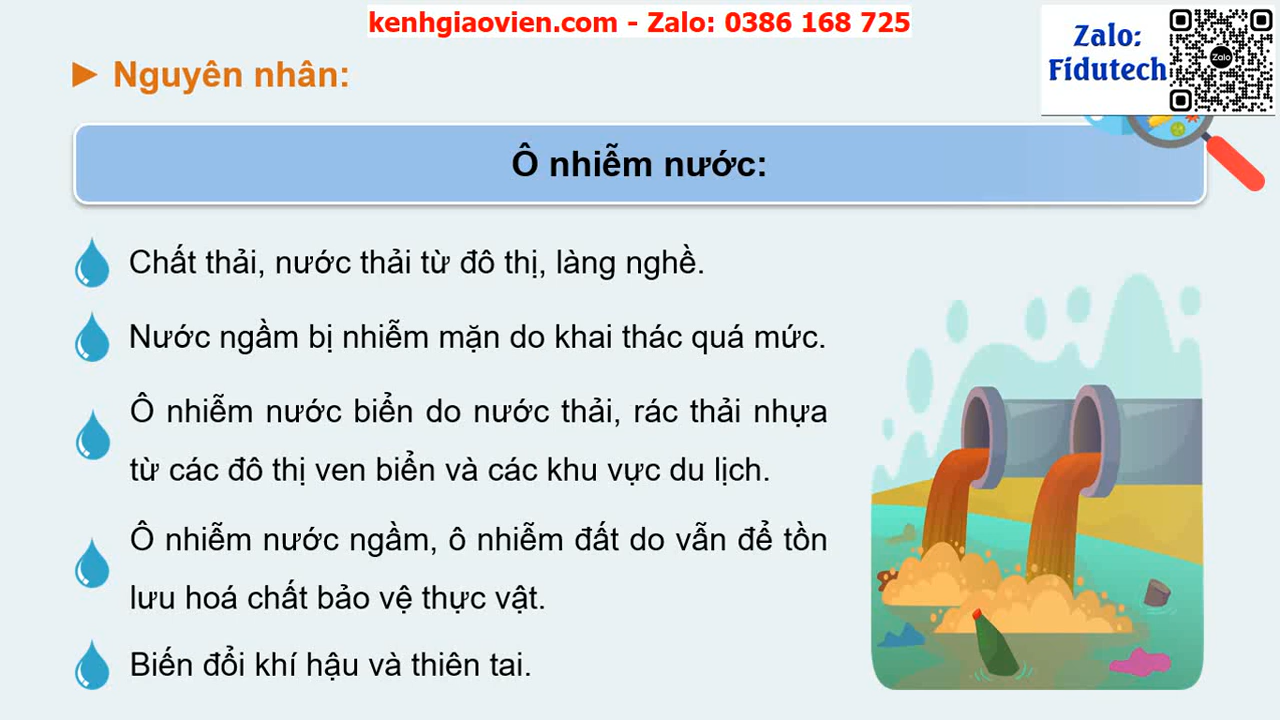 kenhgiaovien.com - Zalo: 0386 168 725
Zalo:
Fidutech
Zalo
► Nguyên nhân:
Ô nhiễm nước:
Chất thải, nước thải từ đô thị, làng nghề.
Nước ngầm bị nhiễm mặn do khai thác quá mức.
Ô nhiễm nước biển do nước thải, rác thải nhựa
từ các đô thị ven biển và các khu vực du lịch.
Ô nhiễm nước ngầm, ô nhiễm đất do vẫn để tồn
lưu hoá chất bảo vệ thực vật.
Biến đổi khí hậu và thiên tai.